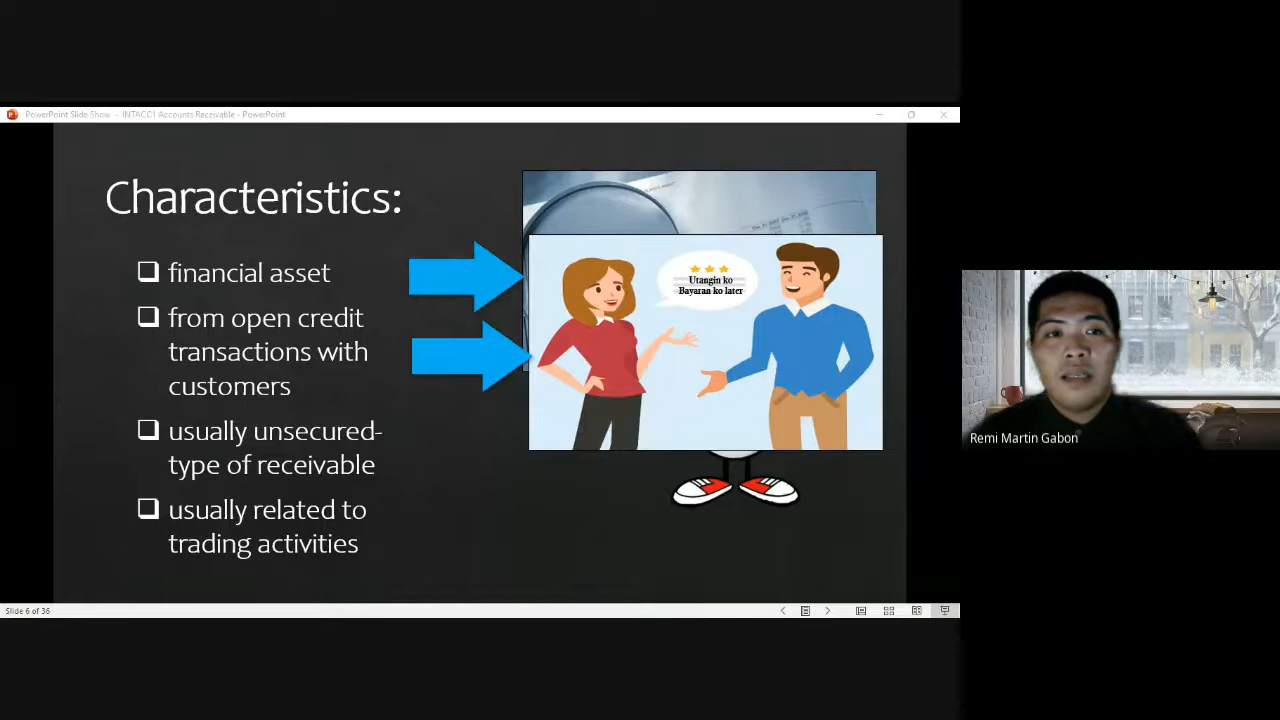 PowerPoint Slide Show - INTACC1 Accounts Receivable - PowerPoint
Characteristics:
❑ financial asset
❑ from open credit
transactions with
customers
❑ usually unsecured-
type of receivable
❑ usually related to
trading activities
Utangin ko
Bayaran ko later
Remi Martin Gabon
Slide 6 of 36